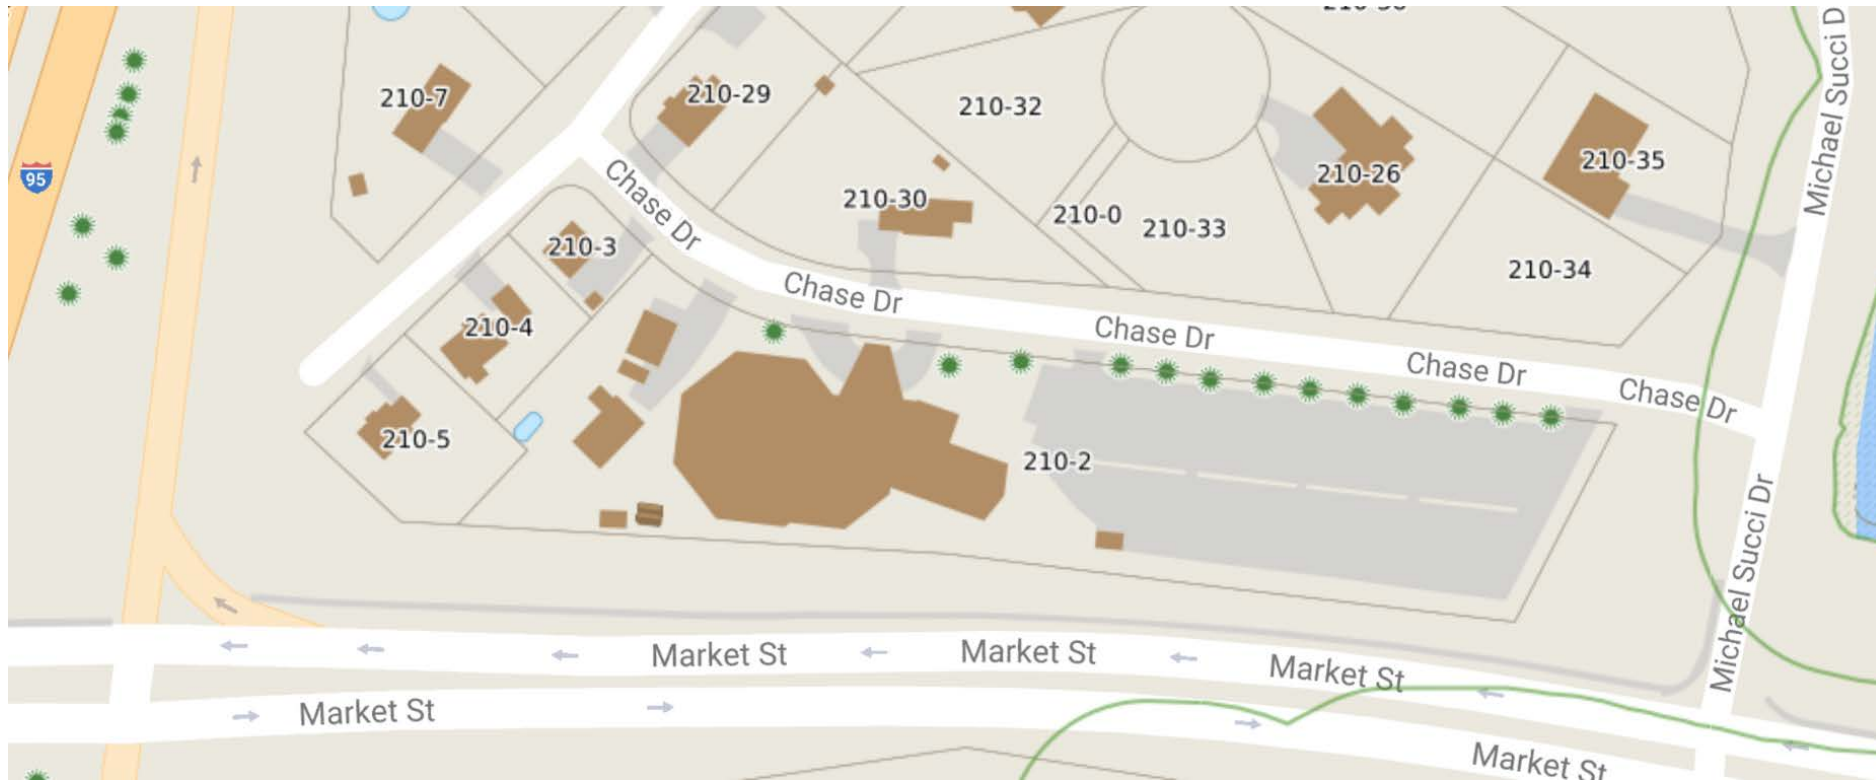 210-7
210-29
210-32
95
210-26
210-35
Michael Succi D
210-30
210-0
210-33
Chase Dr
210-3
210-34
Chase Dr
210-4
Chase Dr
Chase Dr
Chase Dr
210-5
210-2
Michael Succi Dr
Market St
Market St
Market St
Market St
Market St